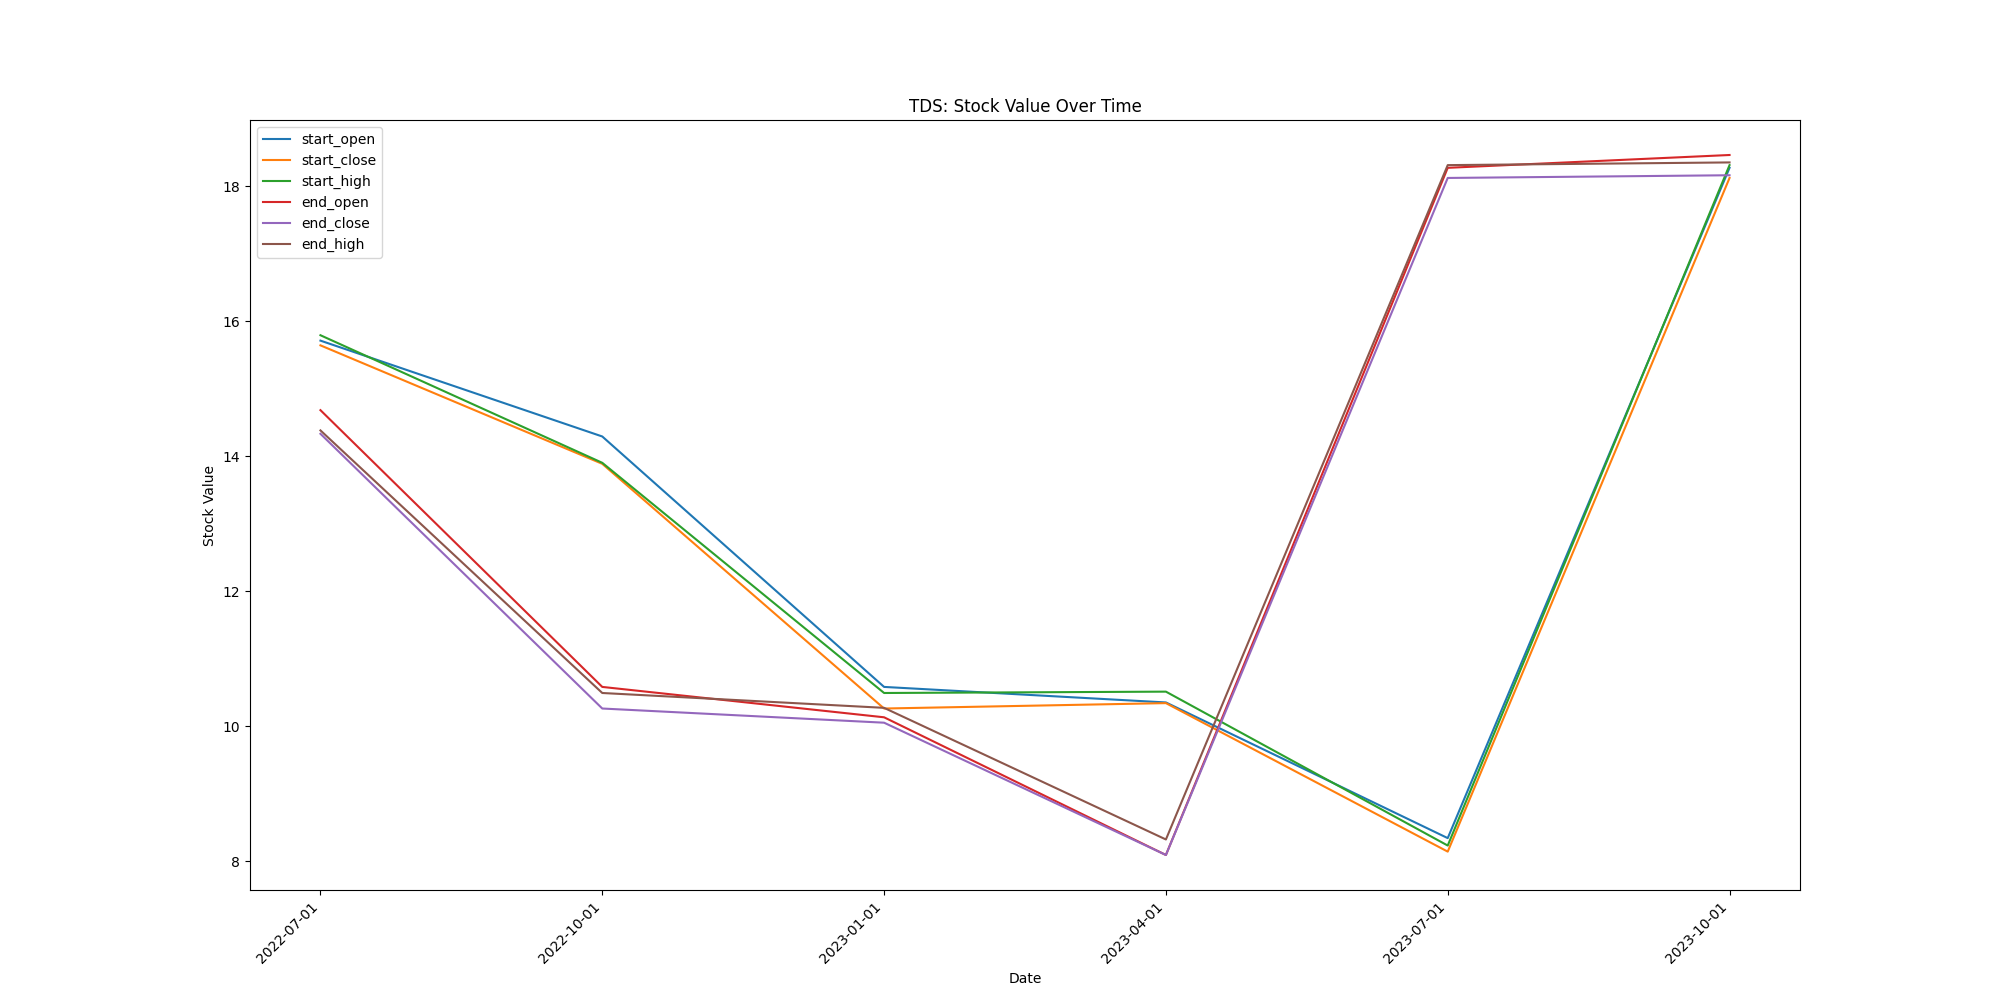 TDS: Stock Value Over Time
start_open
start_close
start_high
end_open
end_close
end_high
18
16
14
12
10
8
Stock Value
2022-07-01
2022-10-01
2023-01-01
2023-04-01
2023-07-01
2023-10-01
Date